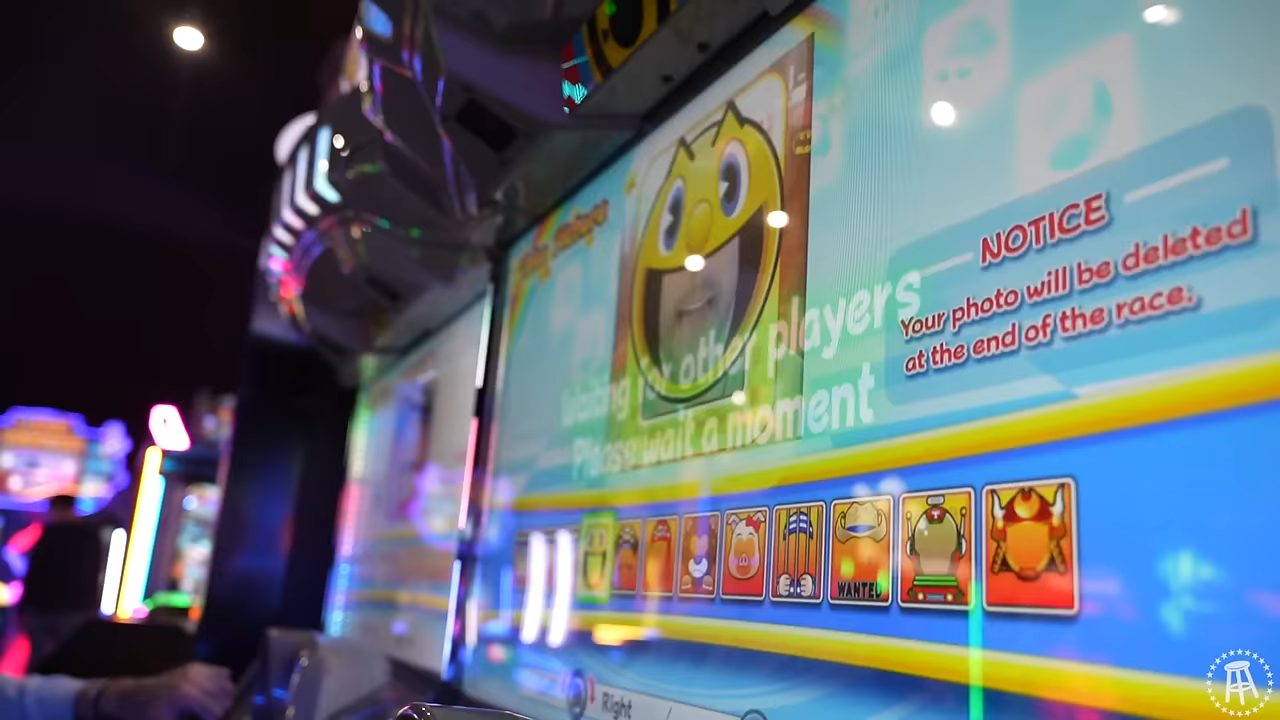 NOTICE
Your photo will be deleted
at the end of the race.
Waiting for other players
Please wait a moment
WANTED
Right